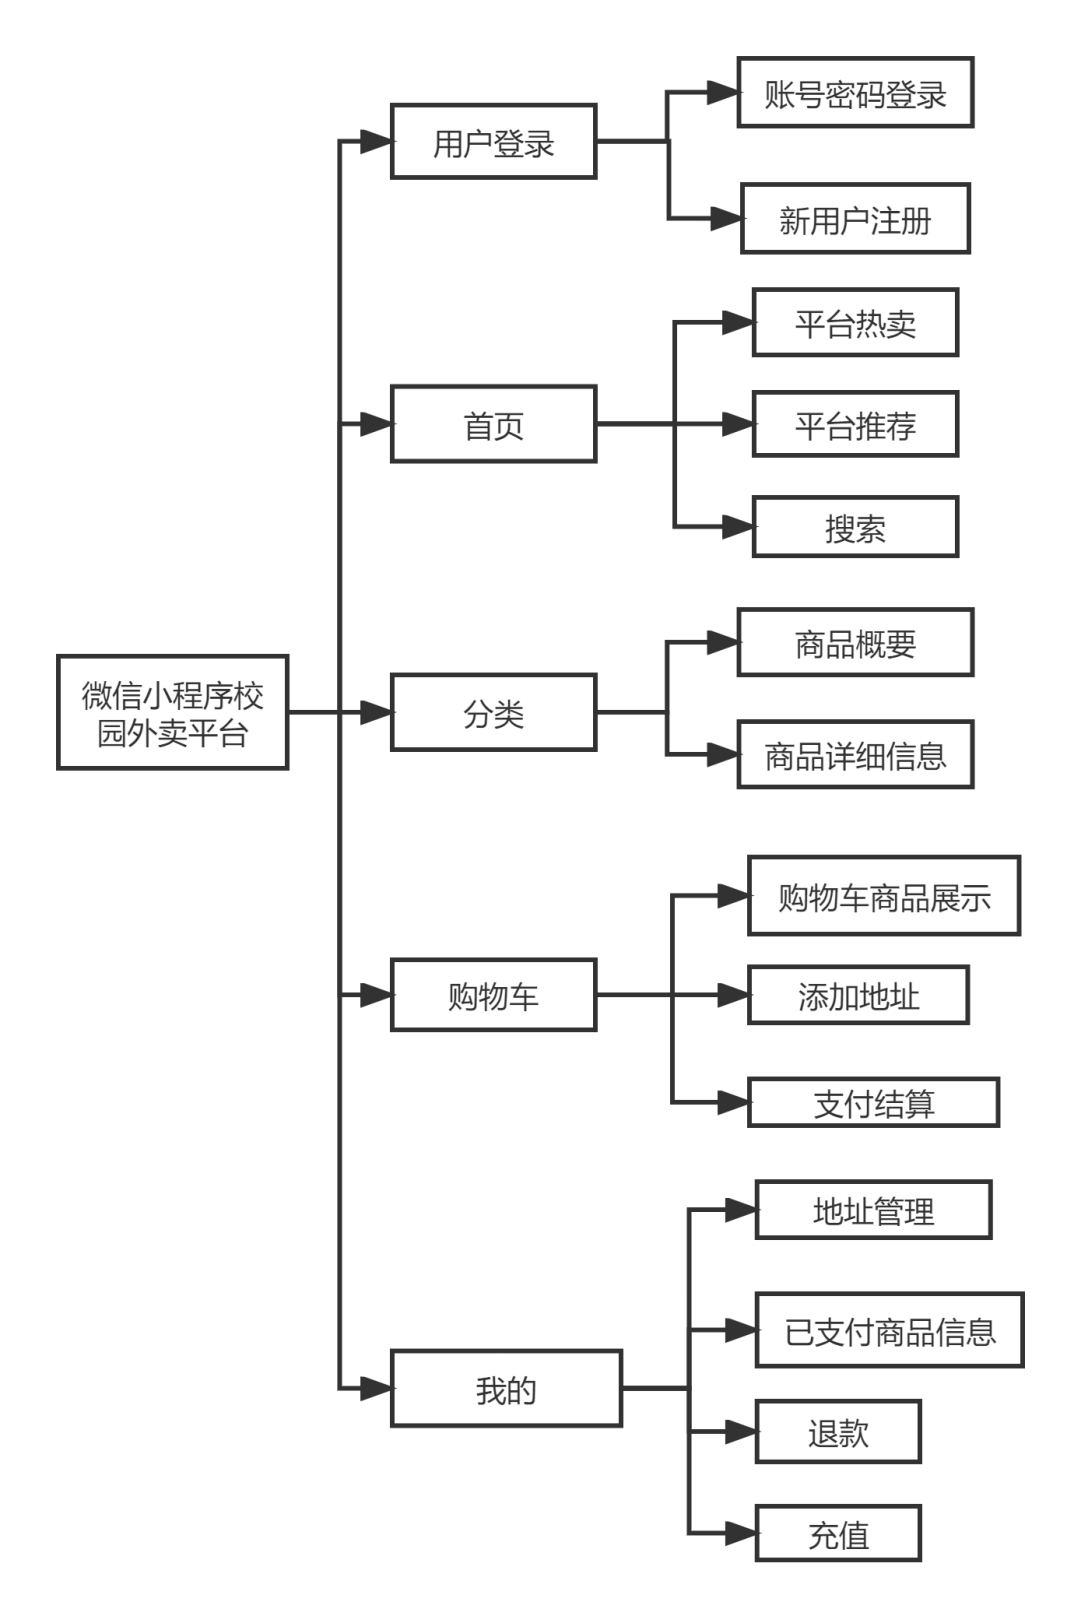 微信小程序校
园外卖平台
用户登录
账号密码登录
新用户注册
首页
平台热卖
平台推荐
搜索
分类
商品概要
商品详细信息
购物车
购物车商品展示
添加地址
支付结算
我的
地址管理
已支付商品信息
退款
充值